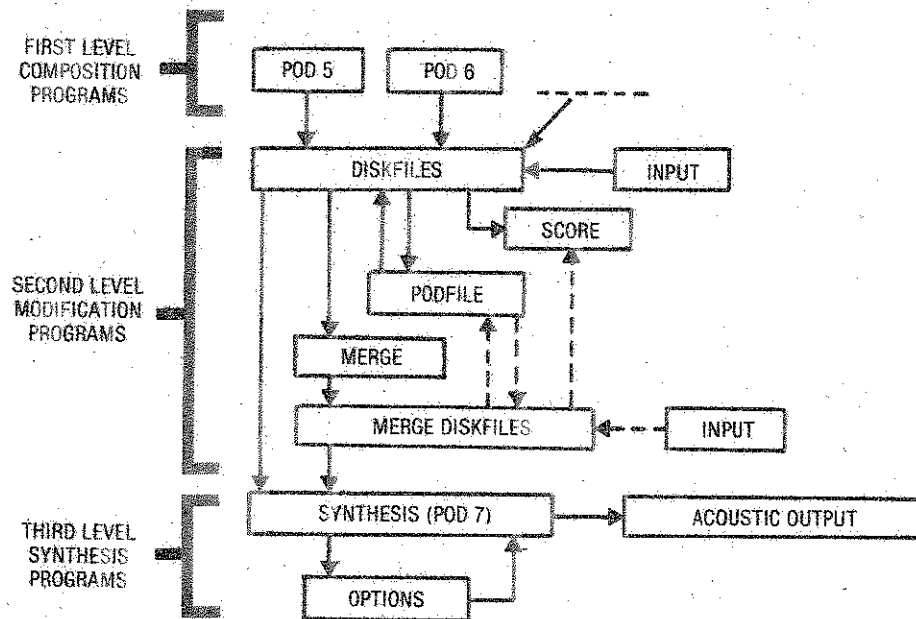 FIRST LEVEL
COMPOSITION
PROGRAMS
POD 5
POD 6
DISKFILES
INPUT
SCORE
SECOND LEVEL
MODIFICATION
PROGRAMS
PODFILE
MERGE
MERGE DISKFILES
INPUT
THIRD LEVEL
SYNTHESIS
PROGRAMS
SYNTHESIS (POD 7)
ACOUSTIC OUTPUT
OPTIONS